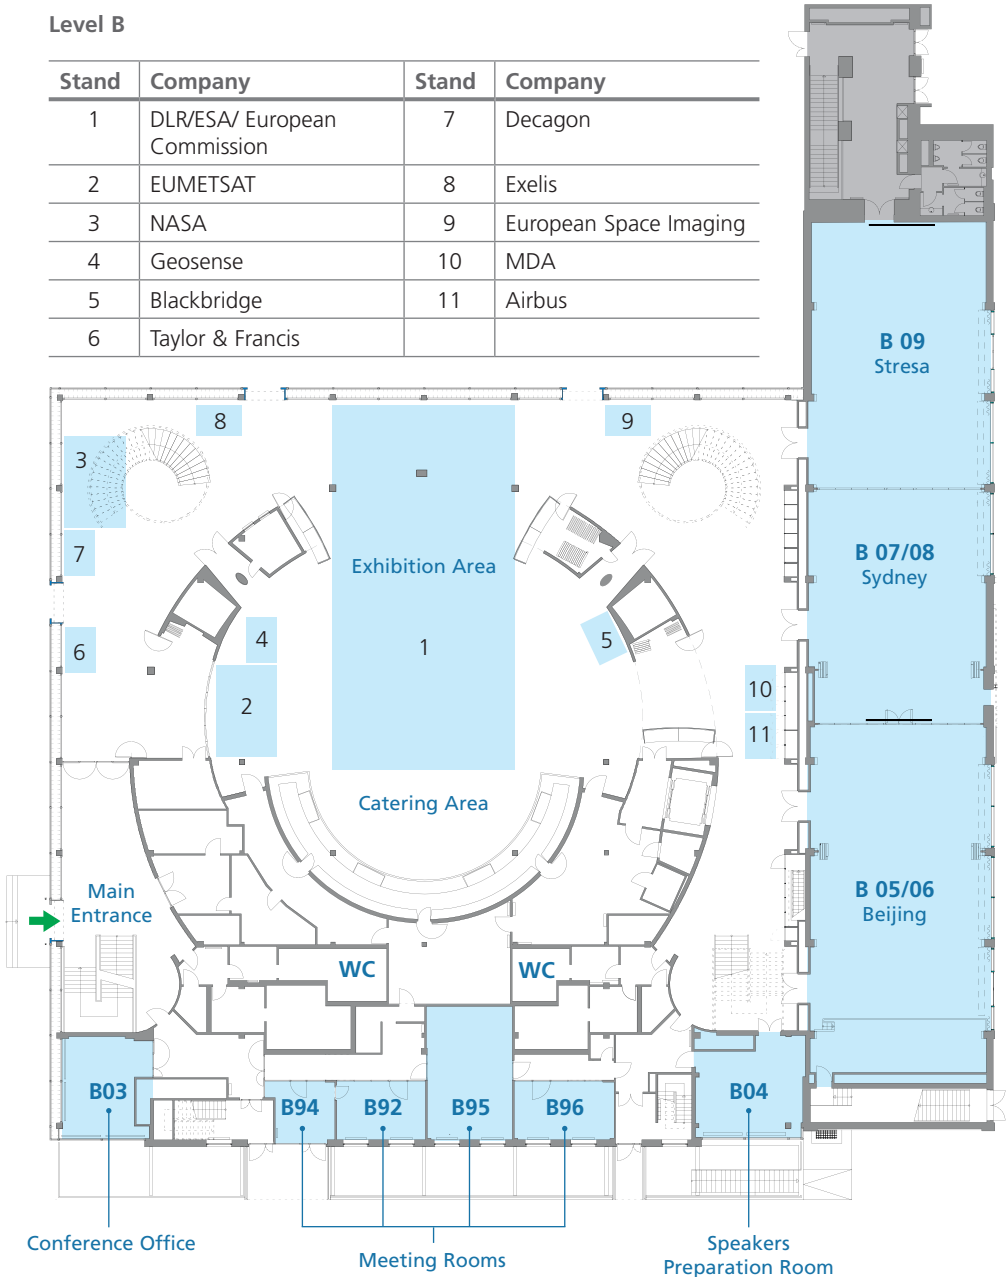 Level B
Stand Company Stand Company
1 DLR/ESA/ European 7 Decagon
Commission
2 EUMETSAT 8 Exelis
3 NASA 9 European Space Imaging
4 Geosense 10 MDA
5 Blackbridge 11 Airbus
6 Taylor & Francis
B 09
Stresa
8
9
3
7
Exhibition Area
B 07/08
Sydney
4
5
6
1
10
2
11
Catering Area
Main
Entrance
B 05/06
Beijing
WC
WC
B03
B94
B92
B95
B96
B04
Conference Office
Meeting Rooms
Speakers
Preparation Room